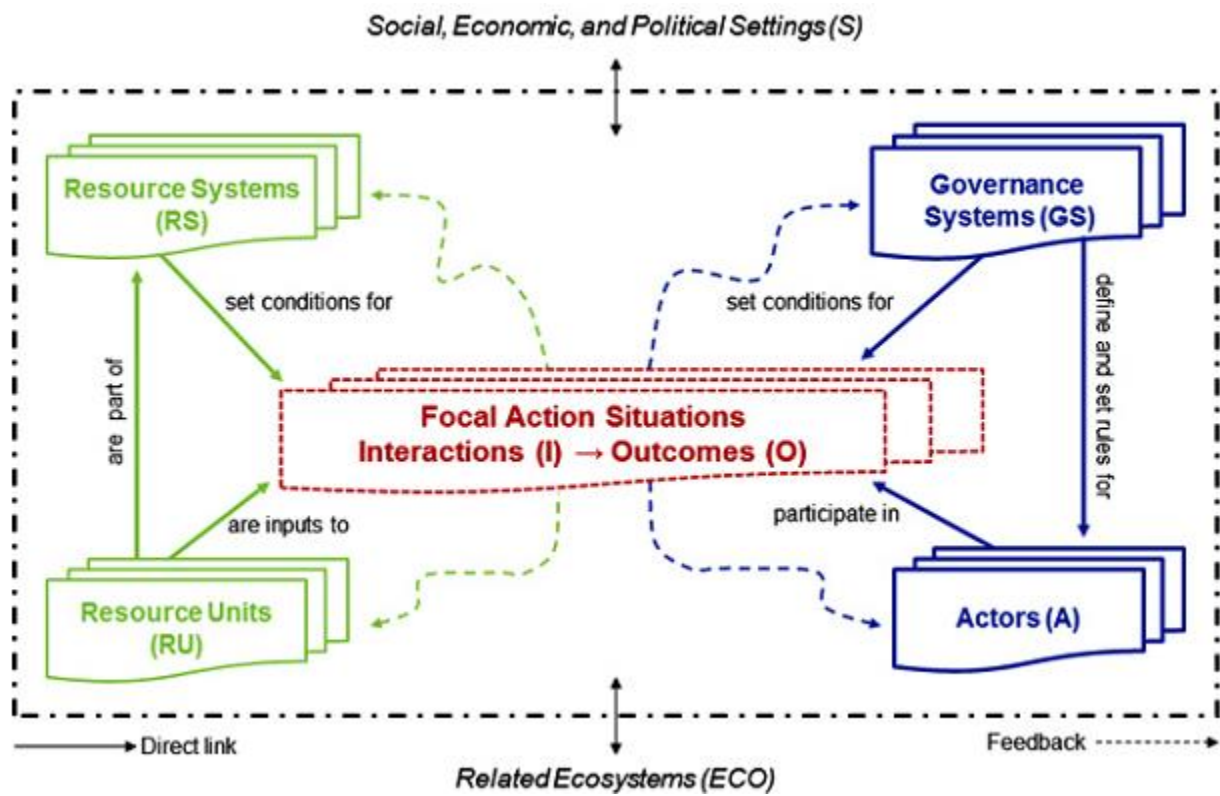 Social, Economic, and Political Settings (S)
Resource Systems
(RS)
Governance
Systems (GS)
set conditions for
set conditions for
are part of
define and set rules for
Focal Action Situations
Interactions (I) → Outcomes (O)
are inputs to
participate in
Resource Units
(RU)
Actors (A)
Direct link
Feedback
Related Ecosystems (ECO)